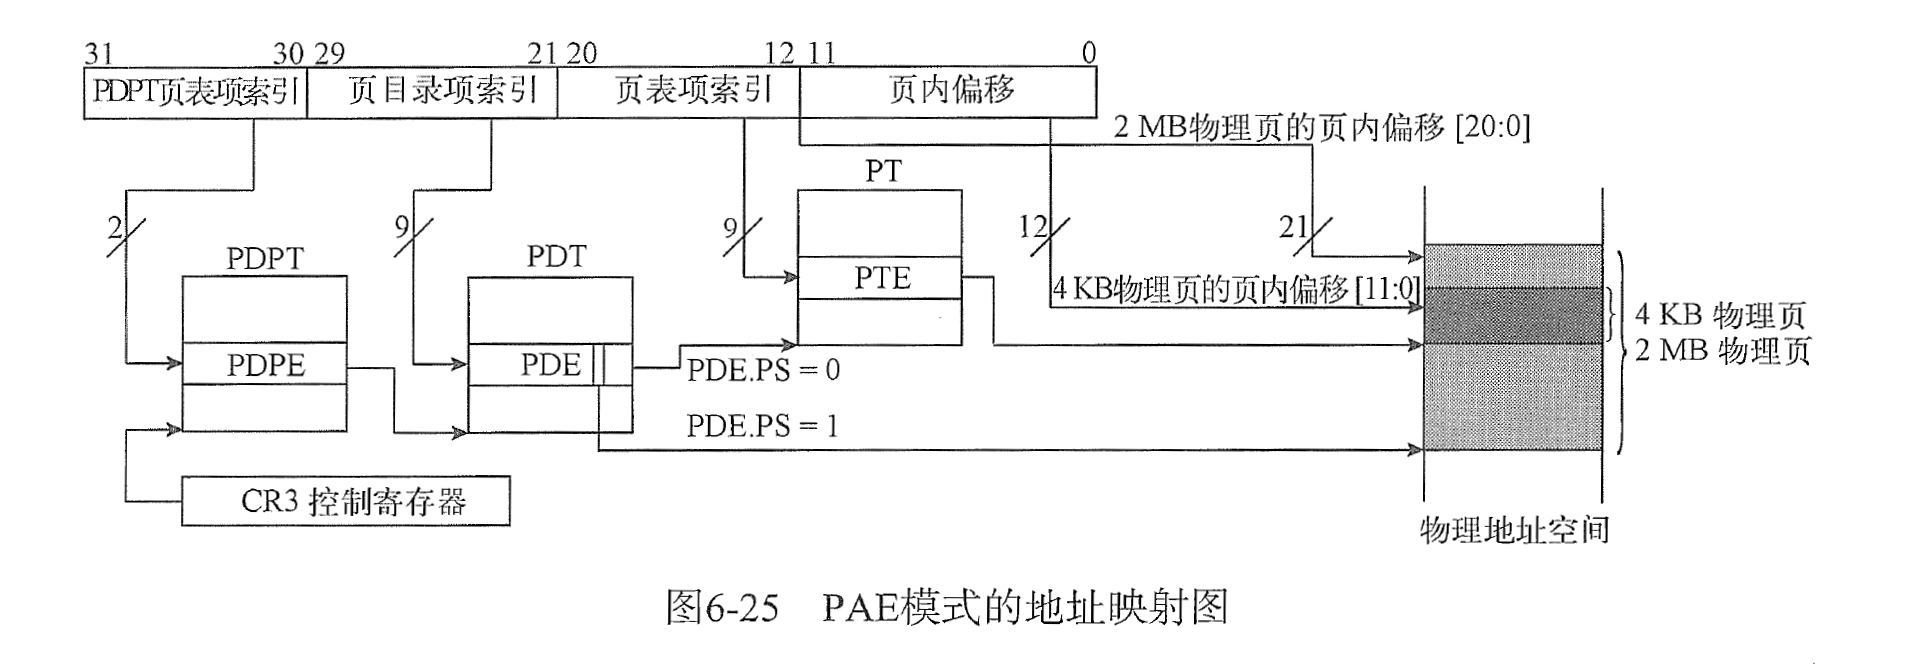 31 30 29 21 20 12 11 0
PDPT页表项索引 页目录项索引 页表项索引 页内偏移
2 MB物理页的页内偏移 [20:0]
PT
2 9 9 12 21
PDPT PDT
PTE
4 KB物理页的页内偏移 [11:0]
4 KB 物理页
2 MB 物理页
PDPE PDE PDE.PS = 0
PDE.PS = 1
CR3 控制寄存器
物理地址空间
图6-25 PAE模式的地址映射图